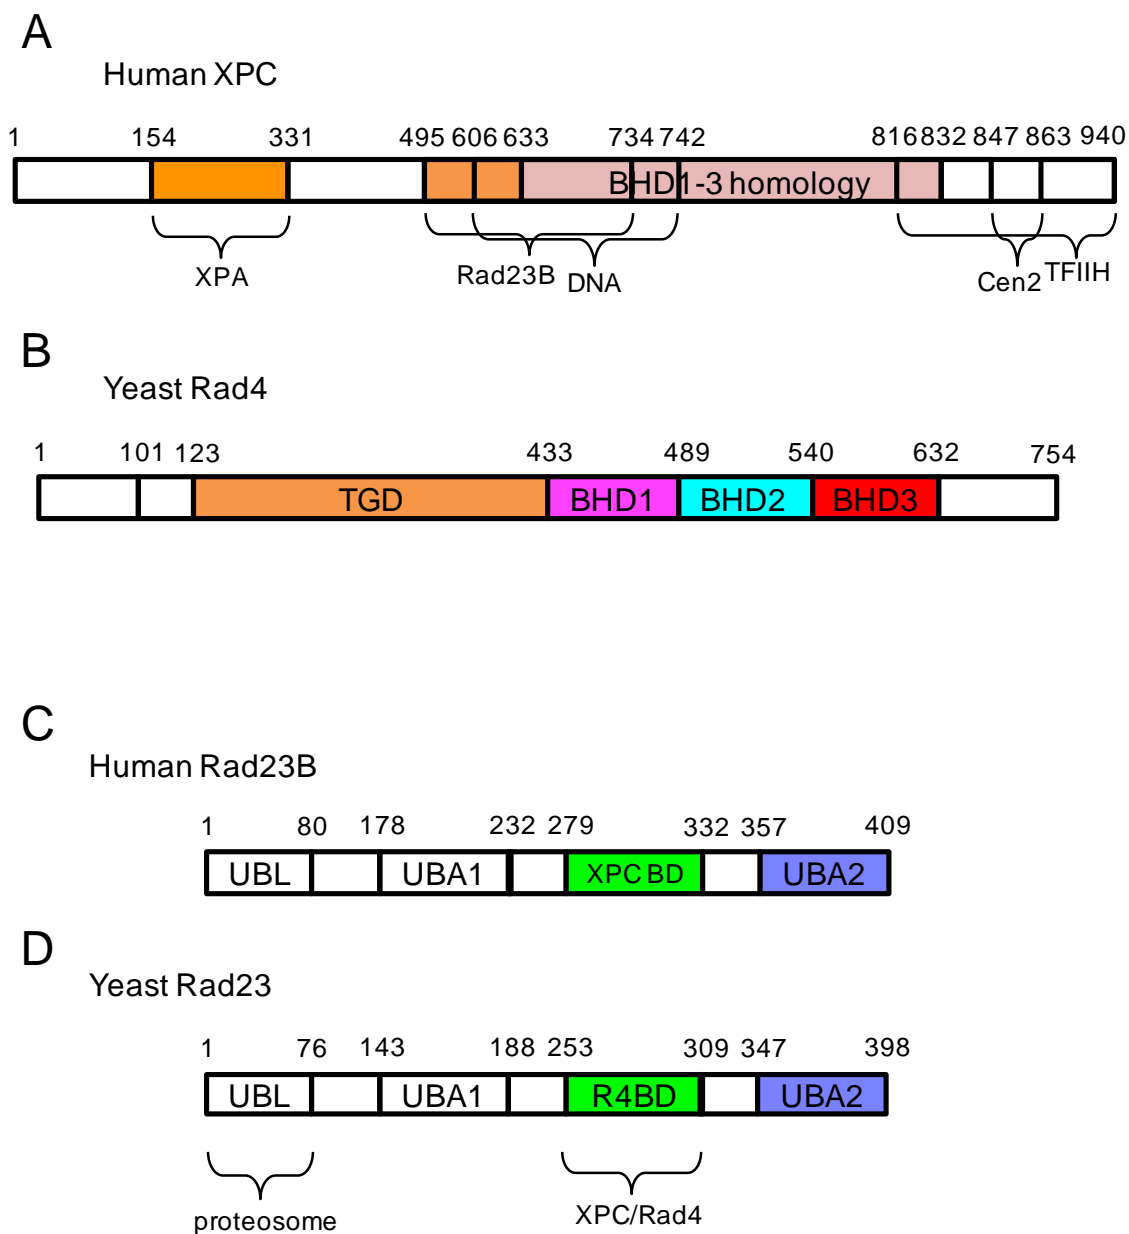 A
Human XPC
1 154 331 495 606 633 734 742 816 832 847 863 940
BHD1-3 homology
XPA Rad23B DNA Cen2 TFIIH
B
Yeast Rad4
1 101 123 433 489 540 632 754
TGD BHD1 BHD2 BHD3
C
Human Rad23B
1 80 178 232 279 332 357 409
UBL UBA1 XPC BD UBA2
D
Yeast Rad23
1 76 143 188 253 309 347 398
UBL UBA1 R4BD UBA2
proteosome XPC/Rad4